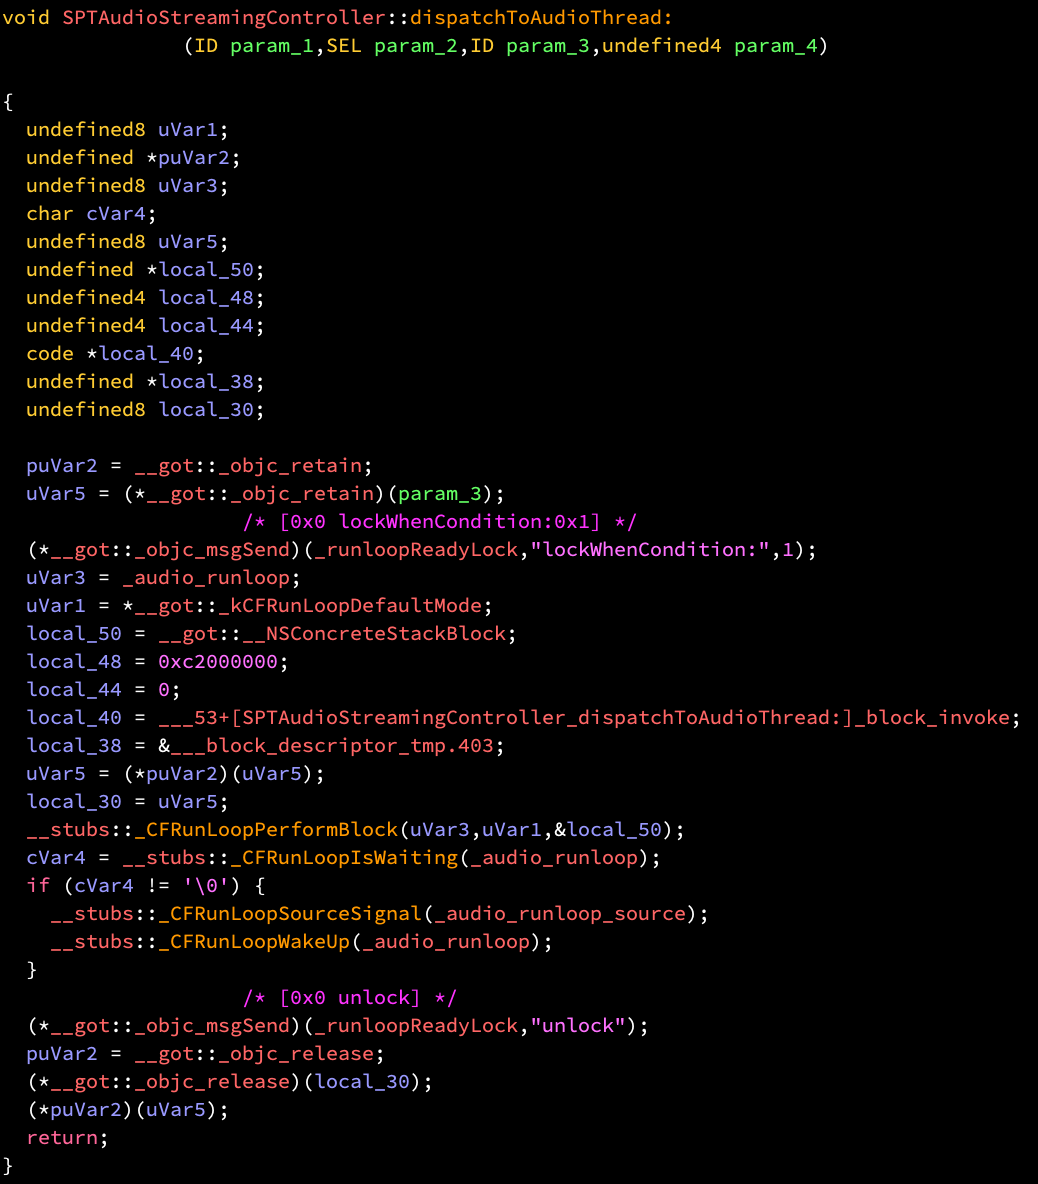 void SPTAudioStreamingController::dispatchToAudioThread:
(ID param_1,SEL param_2,ID param_3,undefined4 param_4)
{
undefined8 uVar1;
undefined *puVar2;
undefined8 uVar3;
char cVar4;
undefined8 uVar5;
undefined *local_50;
undefined4 local_48;
undefined4 local_44;
code *local_40;
undefined *local_38;
undefined8 local_30;
puVar2 = __got::_objc_retain;
uVar5 = (*__got::_objc_retain)(param_3);
/* [0x0 lockWhenCondition:0x1] */
(*__got::_objc_msgSend)(_runloopReadyLock,"lockWhenCondition:",1);
uVar3 = _audio_runloop;
uVar1 = *__got::_kCFRunLoopDefaultMode;
local_50 = __got::__NSConcreteStackBlock;
local_48 = 0xc2000000;
local_44 = 0;
local_40 = ___53+[SPTAudioStreamingController_dispatchToAudioThread:]_block_invoke;
local_38 = &___block_descriptor_tmp.403;
uVar5 = (*puVar2)(uVar5);
local_30 = uVar5;
__stubs::_CFRunLoopPerformBlock(uVar3,uVar1,&local_50);
cVar4 = __stubs::_CFRunLoopIsWaiting(_audio_runloop);
if (cVar4 != '\0') {
__stubs::_CFRunLoopSourceSignal(_audio_runloop_source);
__stubs::_CFRunLoopWakeUp(_audio_runloop);
}
/* [0x0 unlock] */
(*__got::_objc_msgSend)(_runloopReadyLock,"unlock");
puVar2 = __got::_objc_release;
(*__got::_objc_release)(local_30);
(*puVar2)(uVar5);
return;
}